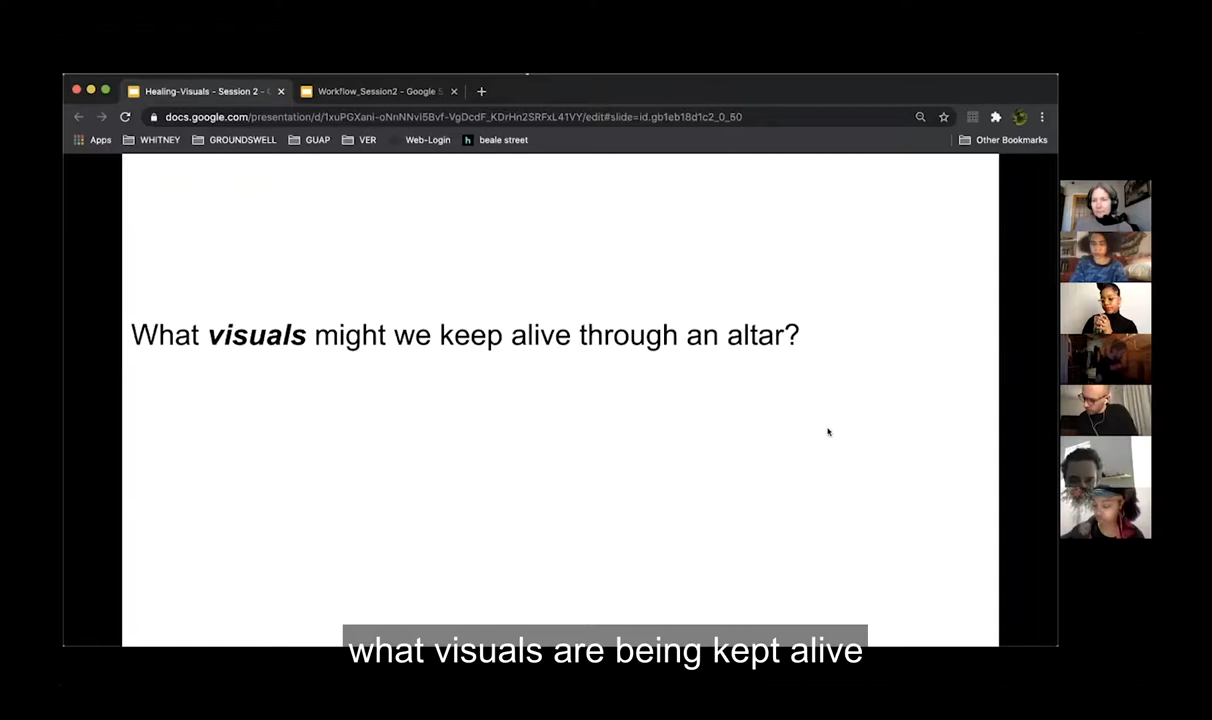 Healing-Visuals - Session 2 -
Workflow_Session2 - Google S
docs.google.com/presentation/d/1xuPGXani-oNnNNvI5Bvf-VgDcdF_KDrHn2SRFxL41VY/edit#slide=id.gb1eb18d1c2_0_50
Apps WHITNEY GROUNDSWELL GUAP VER Web-Login h beale street Other Bookmarks
What visuals might we keep alive through an altar?
what visuals are being kept alive